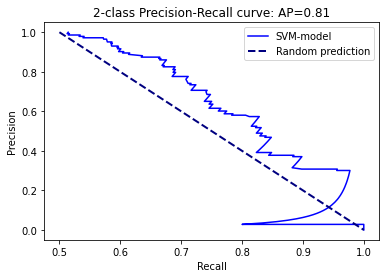 2-class Precision-Recall curve: AP=0.81
SVM-model
Random prediction
Precision
1.0
0.8
0.6
0.4
0.2
0.0
0.5 0.6 0.7 0.8 0.9 1.0
Recall